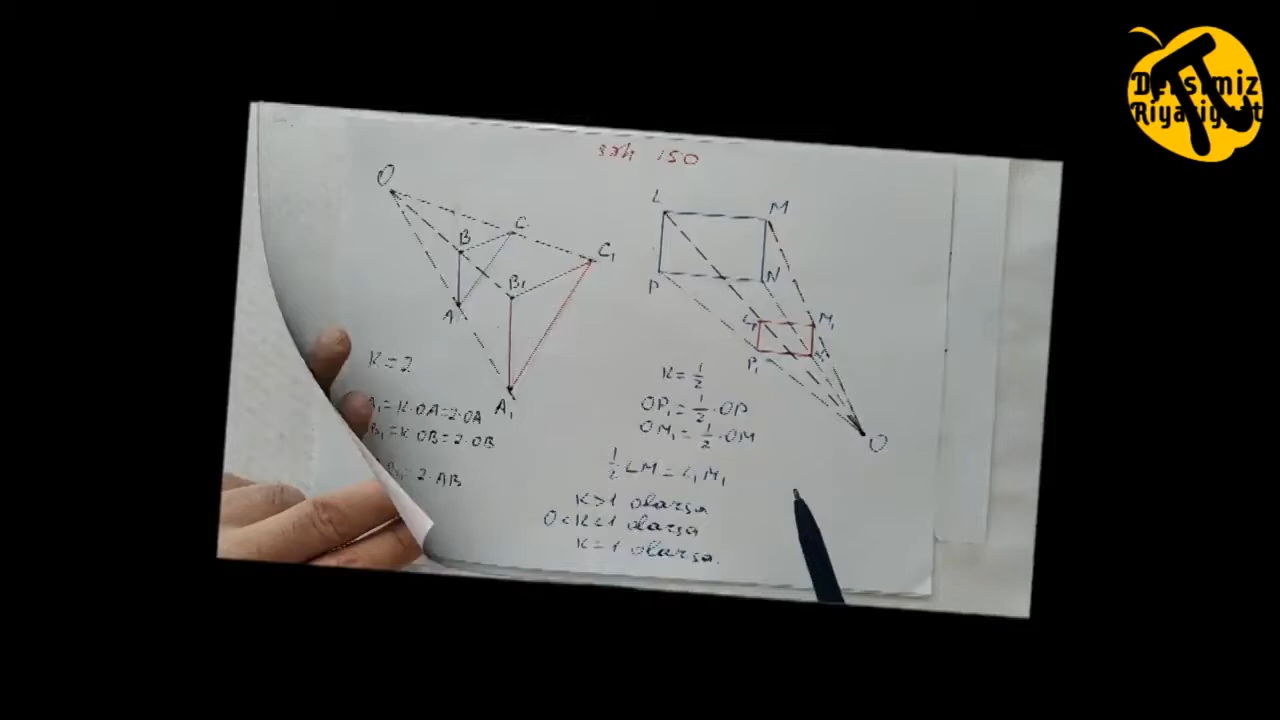 Dərsimiz
Riyaziyyat
səh 150
O
C
B
C₁
B₁
A
A₁
K=2
A₁=K·OA=2·OA
B₁=K·OB=2·OB
B₁=2·AB
L
M
P
N
L₁
M₁
P₁
O
K=1/2
OP₁=1/2·OP
OM₁=1/2·OM
1/2 LM=L₁M₁
K>1 olarsa
0<K<1 olarsa
K=1 olarsa.